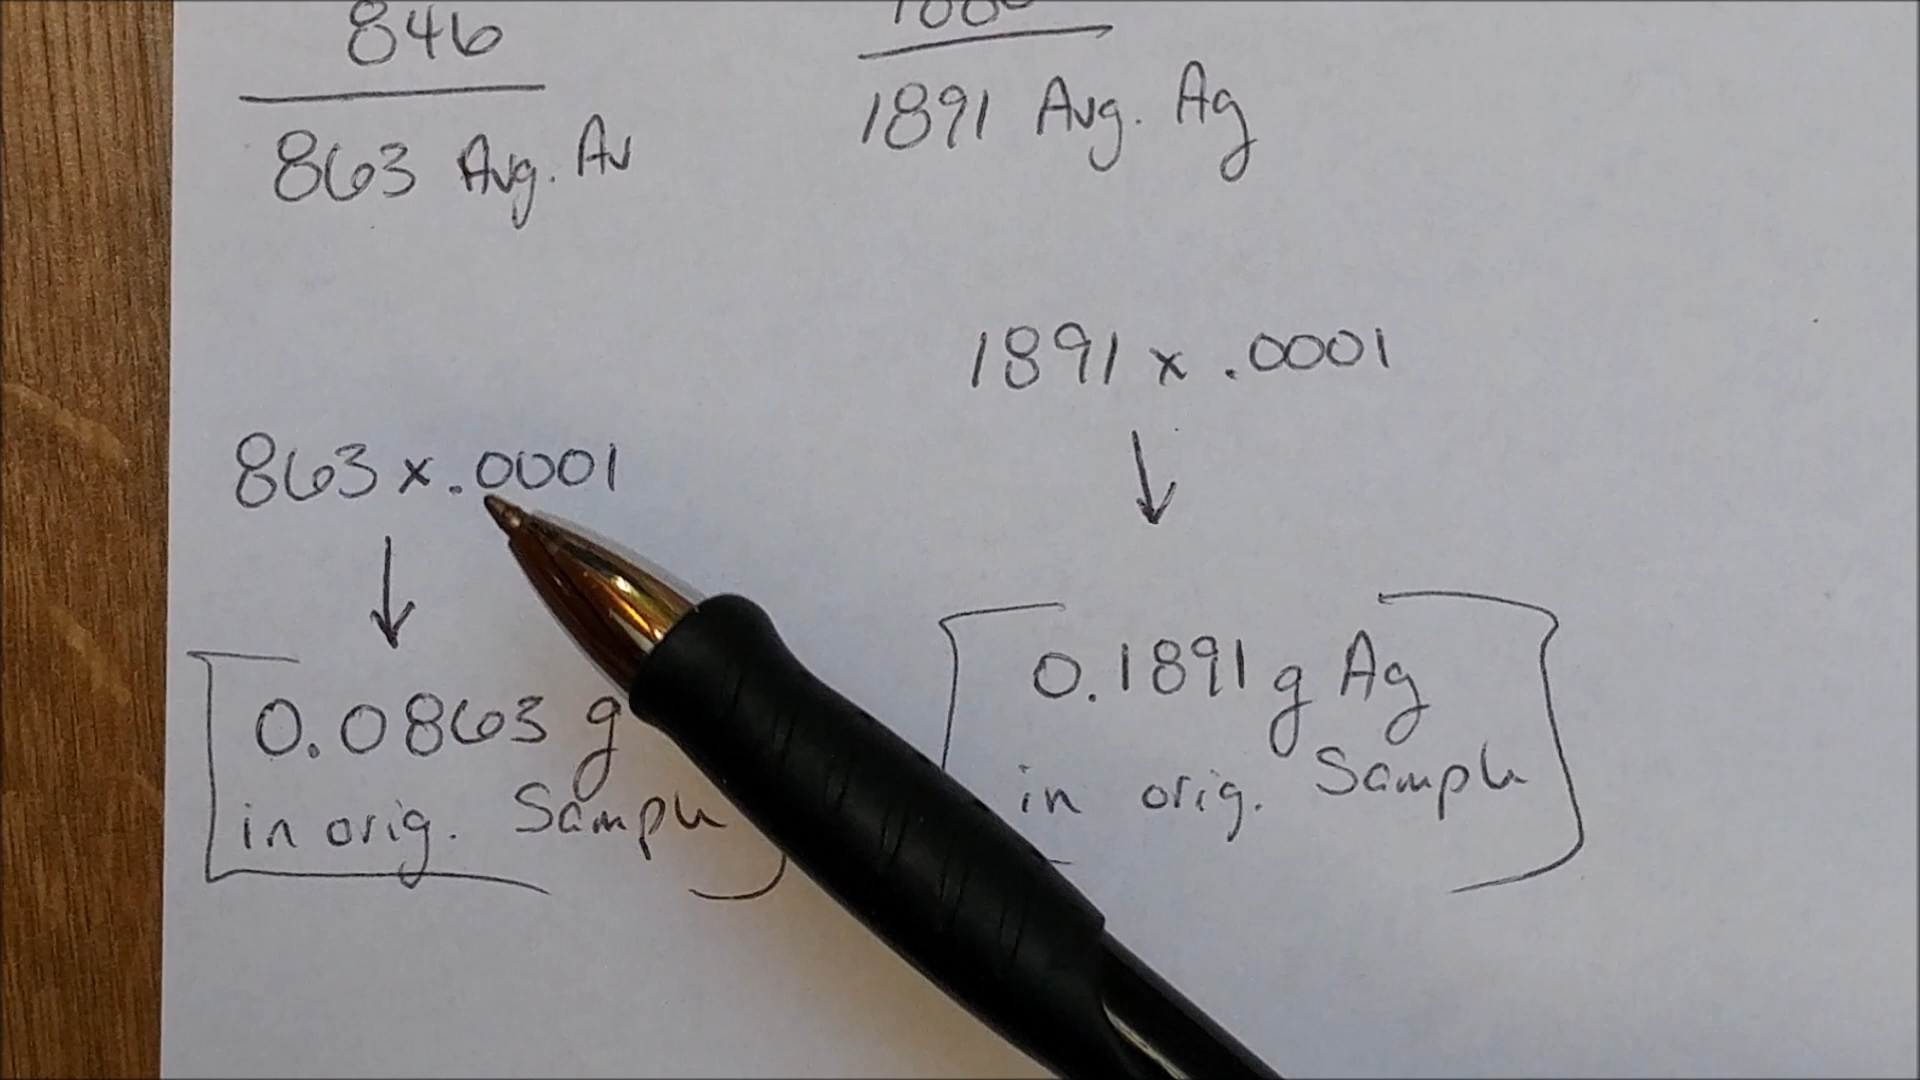 846
863 Avg. Au
1891 Avg. Ag
1891 x .0001
863 x .0001
0.0863 g
in orig. Sample
0.1891 g Ag
in orig. Sample